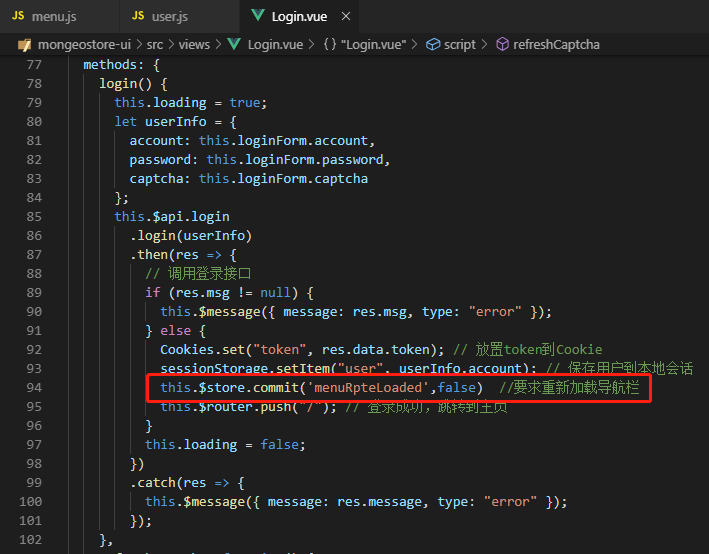 JS menu.js JS user.js Login.vue ×
mongeostore-ui > src > views > Login.vue > {} "Login.vue" > script > refreshCaptcha
77 methods: {
78 login() {
79 this.loading = true;
80 let userInfo = {
81 account: this.loginForm.account,
82 password: this.loginForm.password,
83 captcha: this.loginForm.captcha
84 };
85 this.$api.login
86 .login(userInfo)
87 .then(res => {
88 // 调用登录接口
89 if (res.msg != null) {
90 this.$message({ message: res.msg, type: "error" });
91 } else {
92 Cookies.set("token", res.data.token); // 放置token到Cookie
93 sessionStorage.setItem("user", userInfo.account); // 保存用户到本地会话
94 this.$store.commit('menuRpteLoaded',false) //要求重新加载导航栏
95 this.$router.push("/"); // 登录成功，跳转到主页
96 }
97 this.loading = false;
98 })
99 .catch(res => {
100 this.$message({ message: res.message, type: "error" });
101 });
102 },